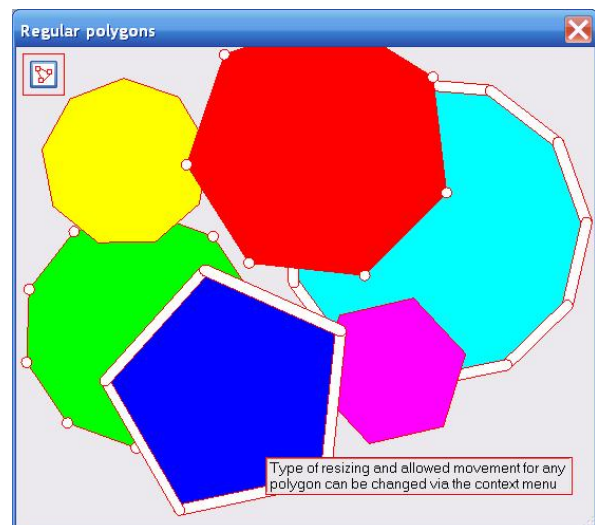 Regular polygons
Type of resizing and allowed movement for any
polygon can be changed via the context menu